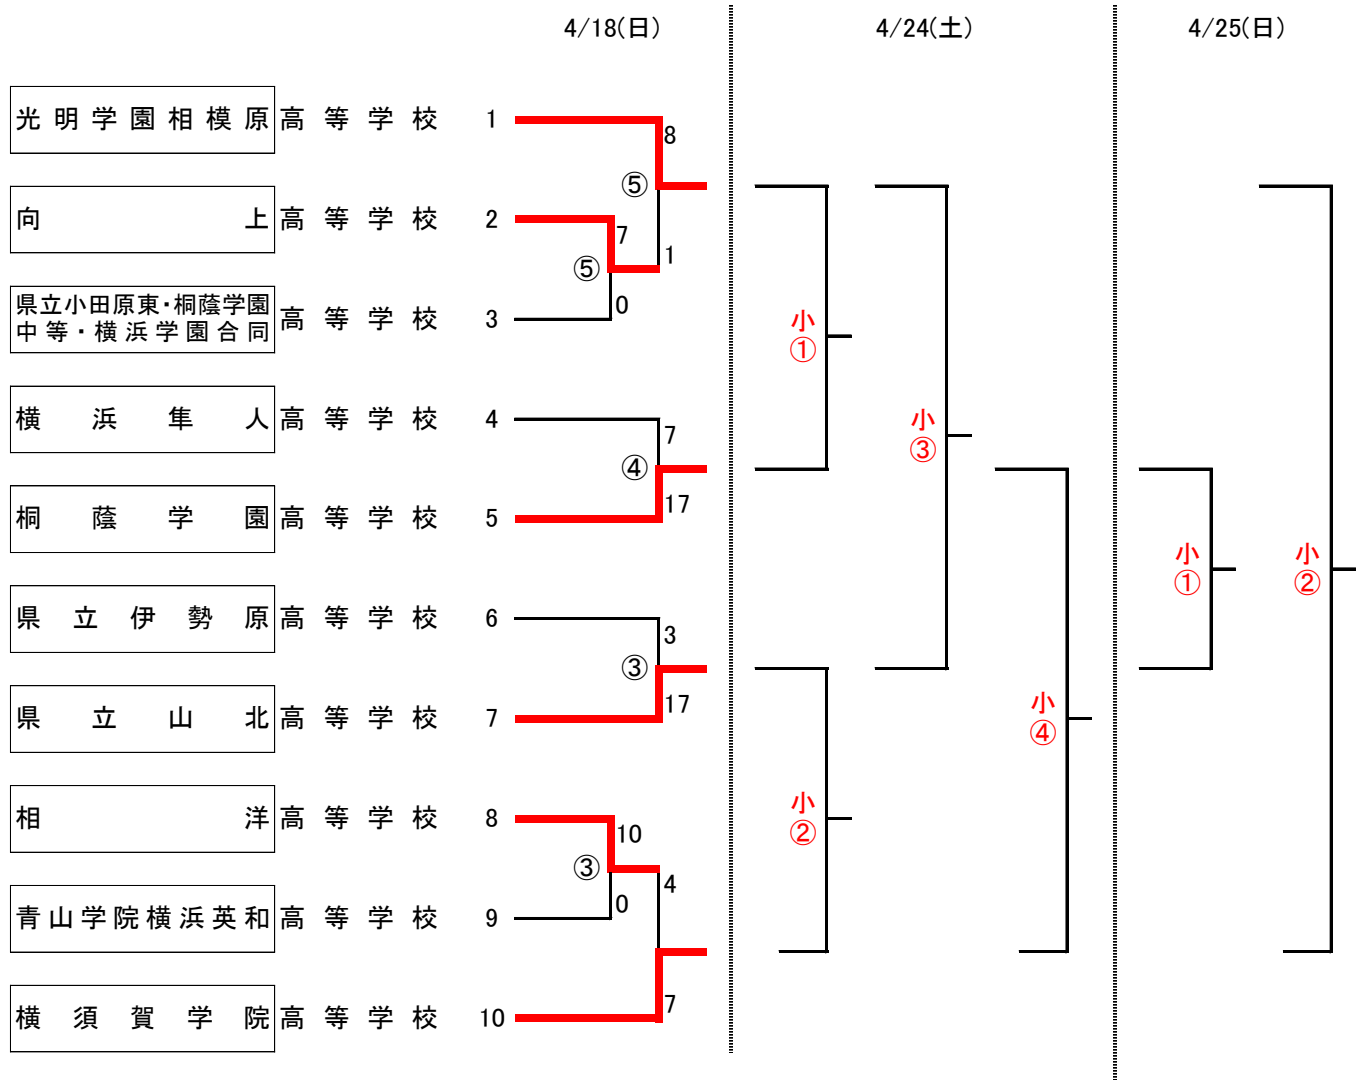 4/18(日) 4/24(土) 4/25(日)
光明学園相模原 高等学校 1
8
⑤
向上 高等学校 2
7
⑤
1
0
県立小田原東・桐蔭学園
中等・横浜学園合同 高等学校 3
小
①
横浜隼人 高等学校 4
7
小
③
④
17
桐蔭学園 高等学校 5
小
①
小
②
県立伊勢原 高等学校 6
3
③
17
県立山北 高等学校 7
小
④
相洋 高等学校 8
10
小
②
③
4
0
青山学院横浜英和 高等学校 9
7
横須賀学院 高等学校 10